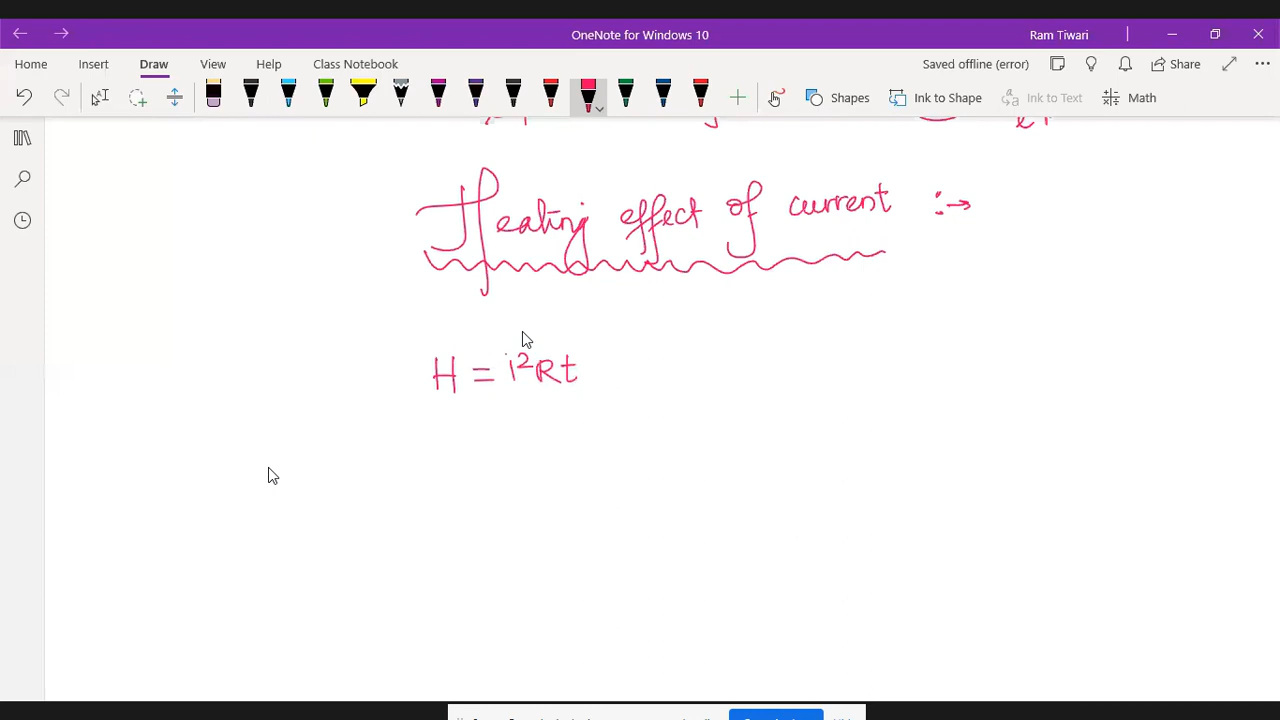 OneNote for Windows 10
Ram Tiwari
Home Insert Draw View Help Class Notebook
Saved offline (error) Share
Shapes Ink to Shape Ink to Text Math
Heating effect of current :→
H = i²Rt